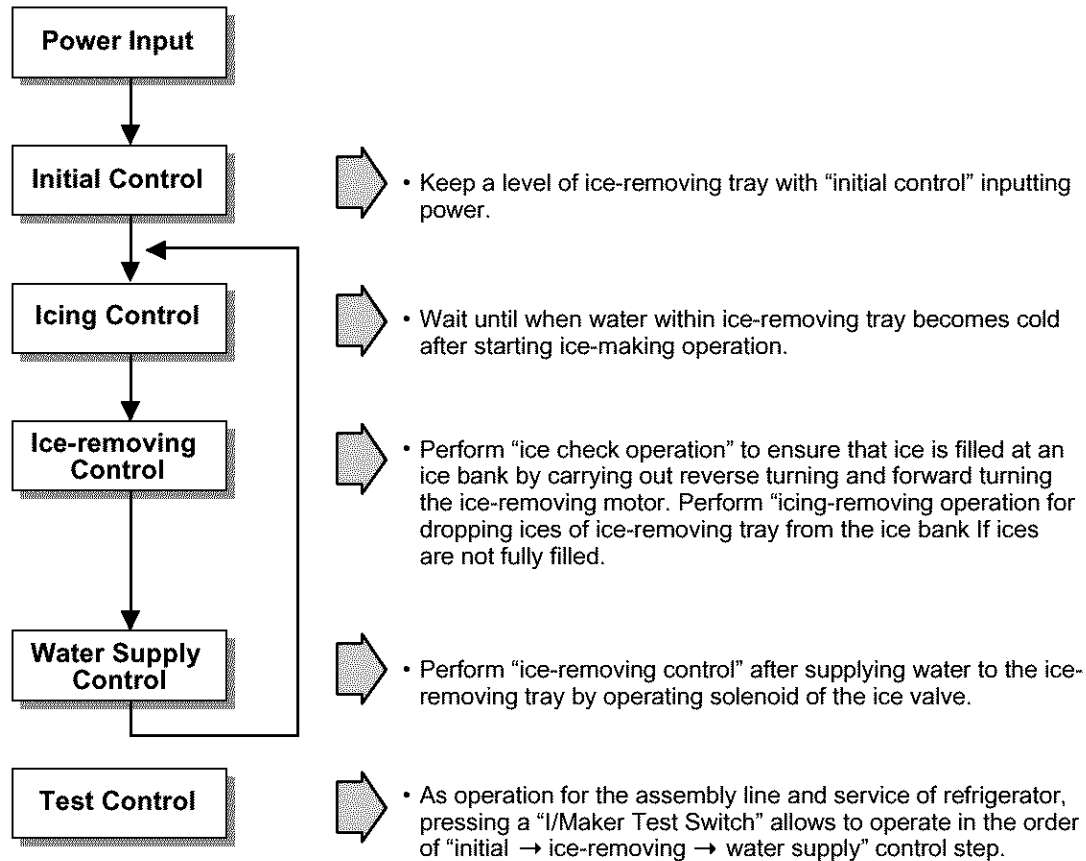 Power Input
Initial Control
• Keep a level of ice-removing tray with “initial control” inputting
power.
Icing Control
• Wait until when water within ice-removing tray becomes cold
after starting ice-making operation.
Ice-removing
Control
• Perform “ice check operation” to ensure that ice is filled at an
ice bank by carrying out reverse turning and forward turning
the ice-removing motor. Perform “icing-removing operation for
dropping ices of ice-removing tray from the ice bank If ices
are not fully filled.
Water Supply
Control
• Perform “ice-removing control” after supplying water to the ice-
removing tray by operating solenoid of the ice valve.
Test Control
• As operation for the assembly line and service of refrigerator,
pressing a “I/Maker Test Switch” allows to operate in the order
of “initial → ice-removing → water supply” control step.